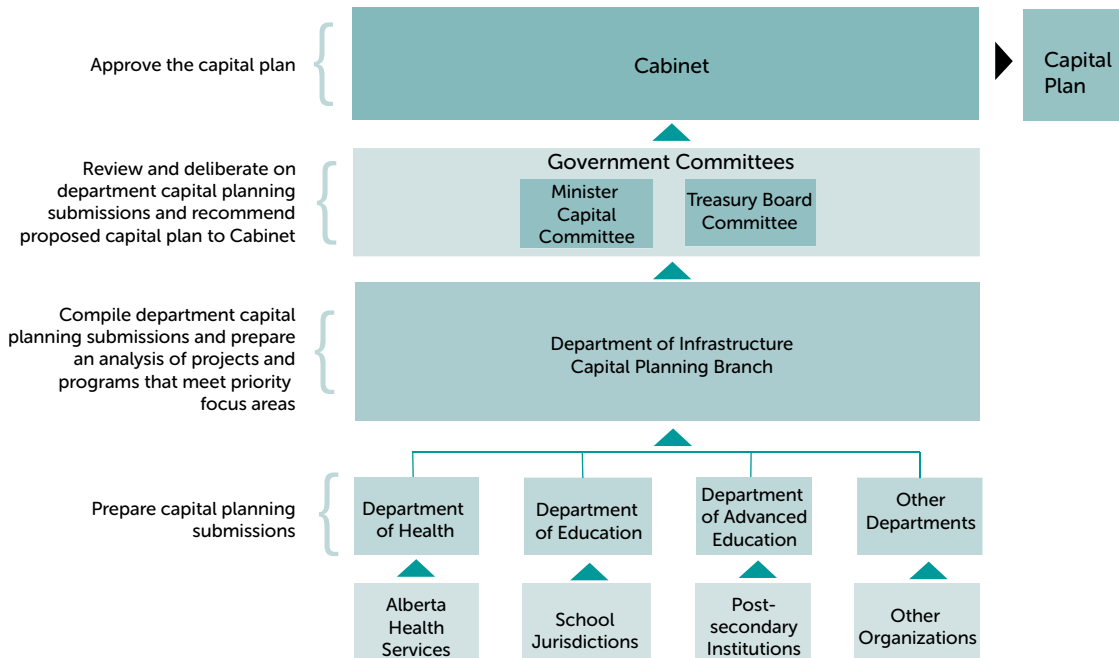 Approve the capital plan
Cabinet
Capital
Plan
Review and deliberate on
department capital planning
submissions and recommend
proposed capital plan to Cabinet
Government Committees
Minister
Capital
Committee
Treasury Board
Committee
Compile department capital
planning submissions and prepare
an analysis of projects and
programs that meet priority
focus areas
Department of Infrastructure
Capital Planning Branch
Prepare capital planning
submissions
Department
of Health
Department
of Education
Department
of Advanced
Education
Other
Departments
Alberta
Health
Services
School
Jurisdictions
Post-
secondary
Institutions
Other
Organizations